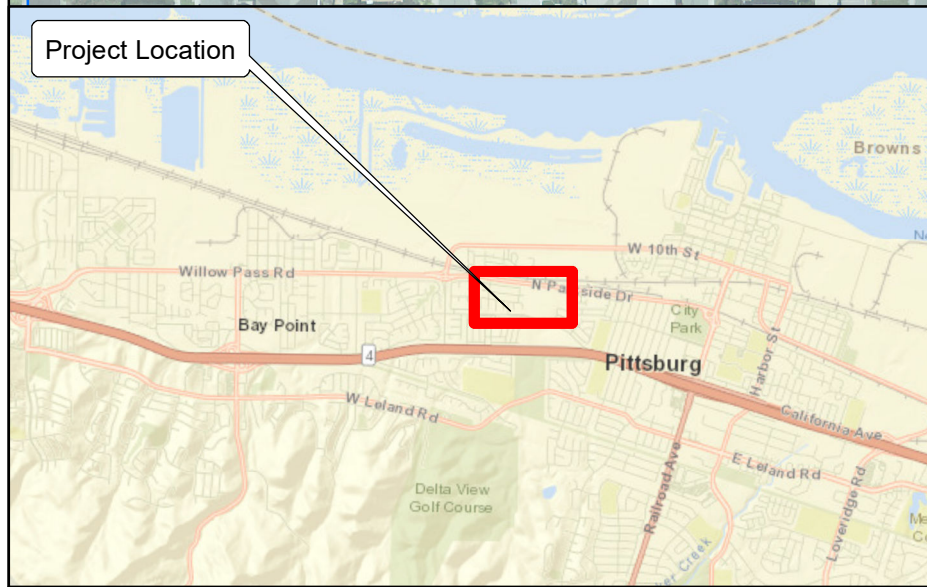 Project Location
Browns
W 10th St
Willow Pass Rd
N Parkside Dr
City
Park
Bay Point
4
Pittsburg
Harbor St
W Leland Rd
California Ave
E Leland Rd
Railroad Ave
Loveridge Rd
Delta View
Golf Course
Creek